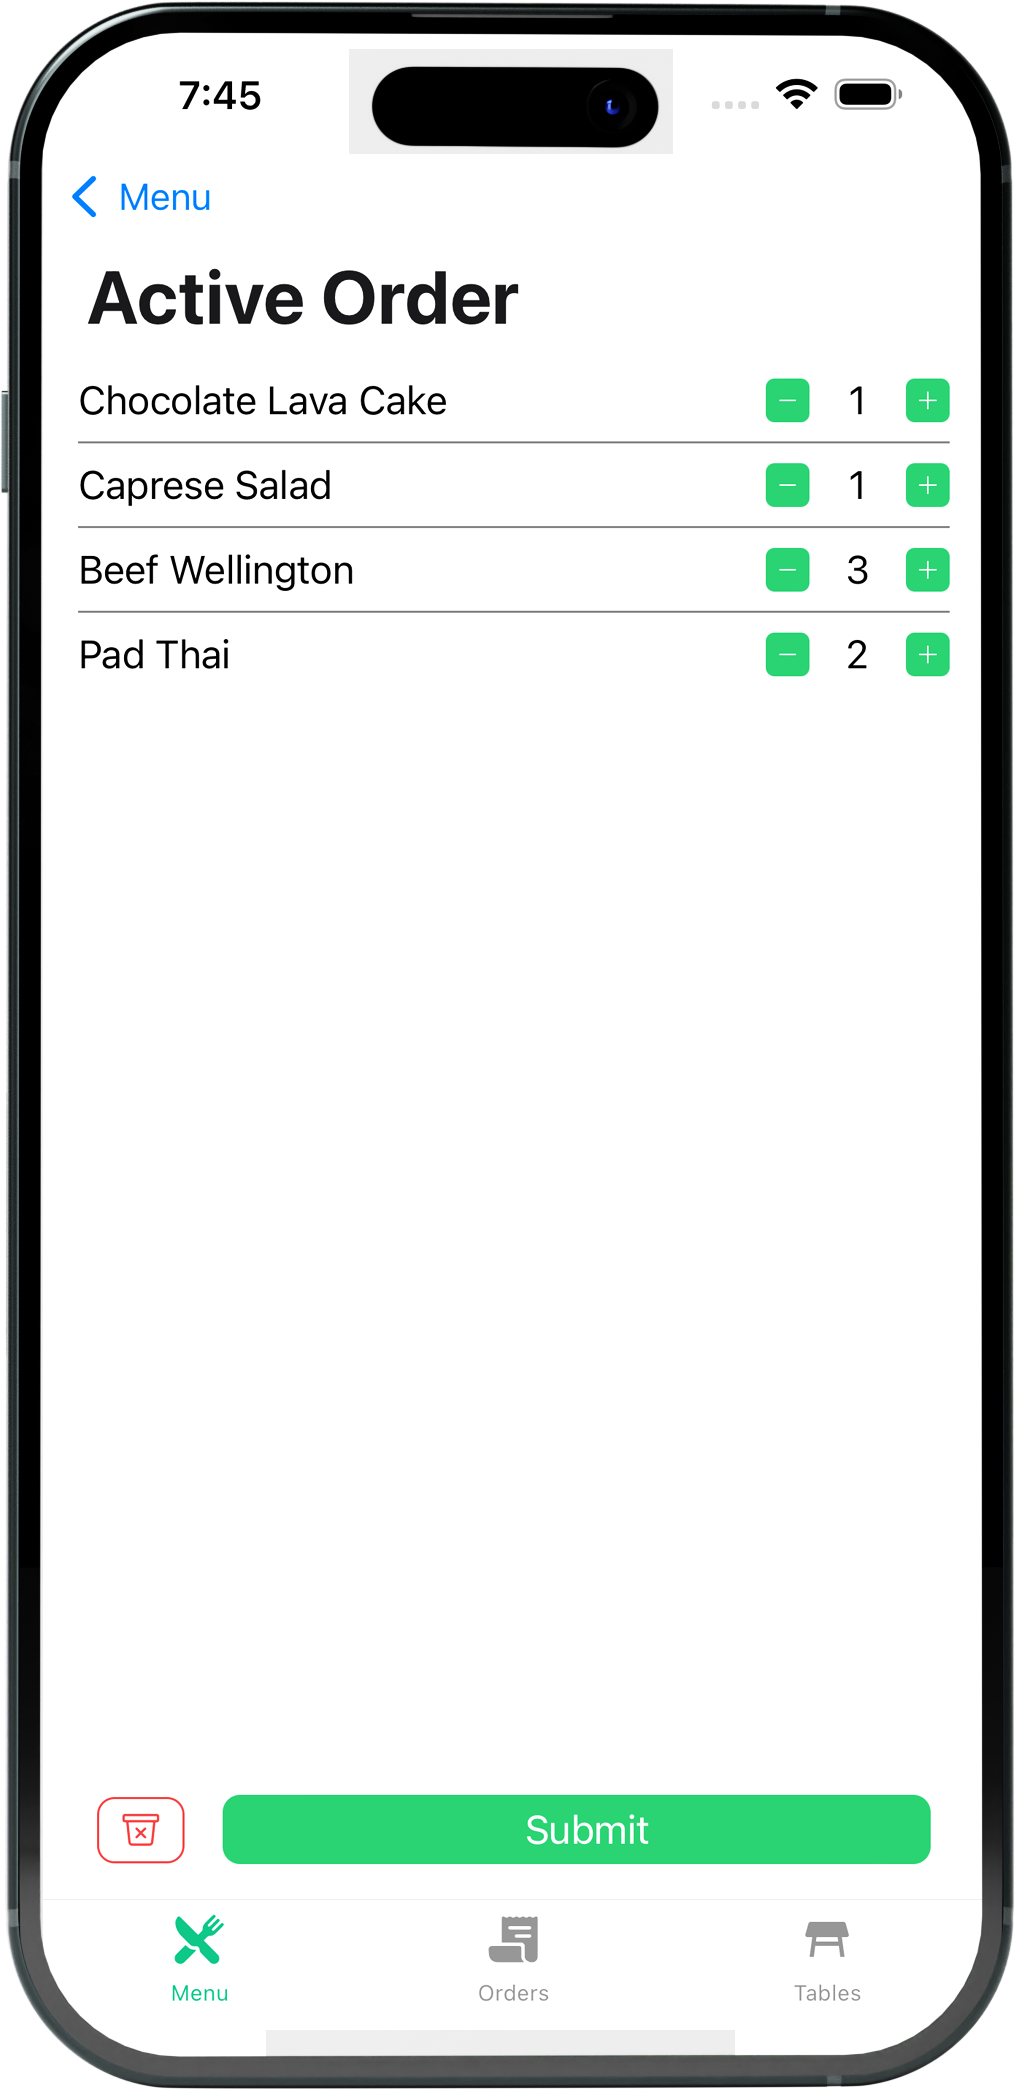 7:45
Menu
Active Order
Chocolate Lava Cake − 1 +
Caprese Salad − 1 +
Beef Wellington − 3 +
Pad Thai − 2 +
Submit
Menu Orders Tables